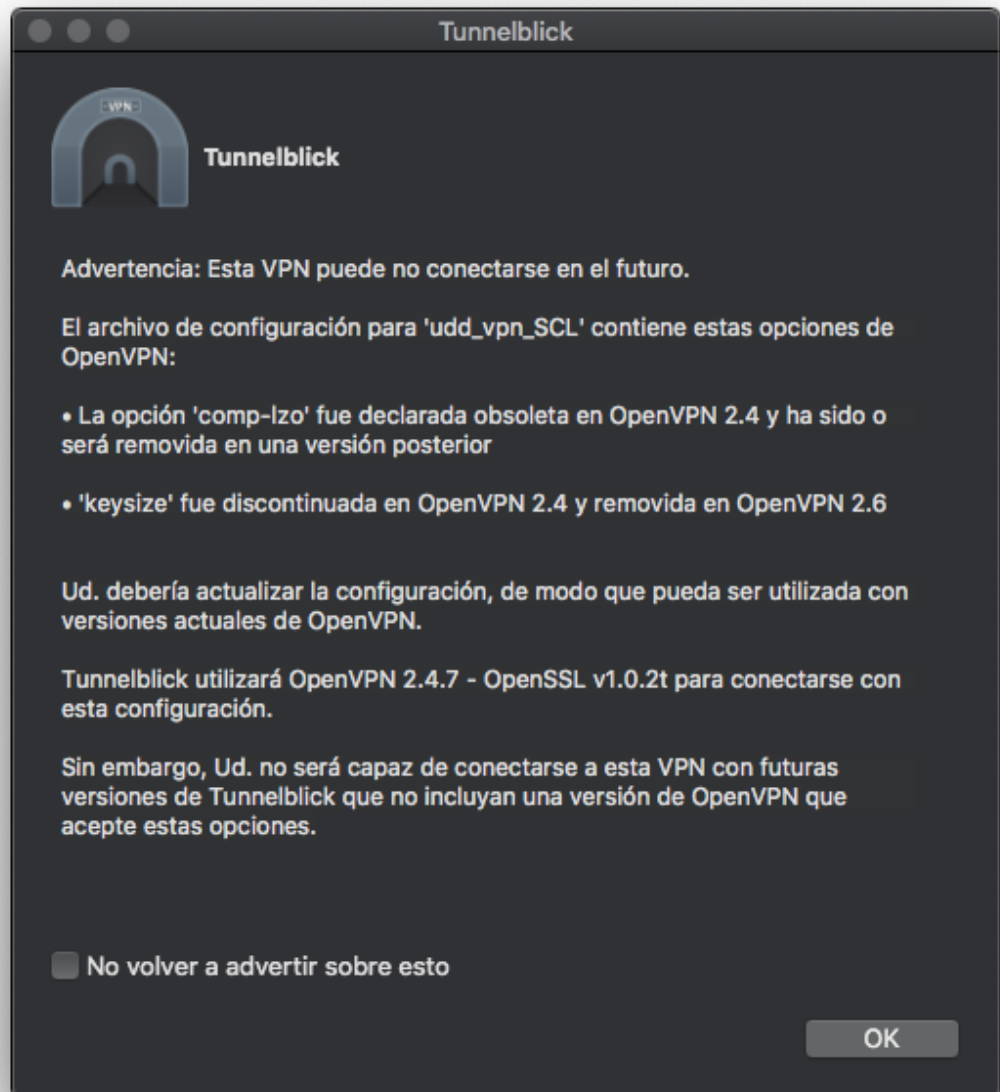 Tunnelblick
-VPN-
Tunnelblick
Advertencia: Esta VPN puede no conectarse en el futuro.
El archivo de configuración para 'udd_vpn_SCL' contiene estas opciones de
OpenVPN:
• La opción 'comp-lzo' fue declarada obsoleta en OpenVPN 2.4 y ha sido o
será removida en una versión posterior
• 'keysize' fue discontinuada en OpenVPN 2.4 y removida en OpenVPN 2.6
Ud. debería actualizar la configuración, de modo que pueda ser utilizada con
versiones actuales de OpenVPN.
Tunnelblick utilizará OpenVPN 2.4.7 - OpenSSL v1.0.2t para conectarse con
esta configuración.
Sin embargo, Ud. no será capaz de conectarse a esta VPN con futuras
versiones de Tunnelblick que no incluyan una versión de OpenVPN que
acepte estas opciones.
No volver a advertir sobre esto
OK